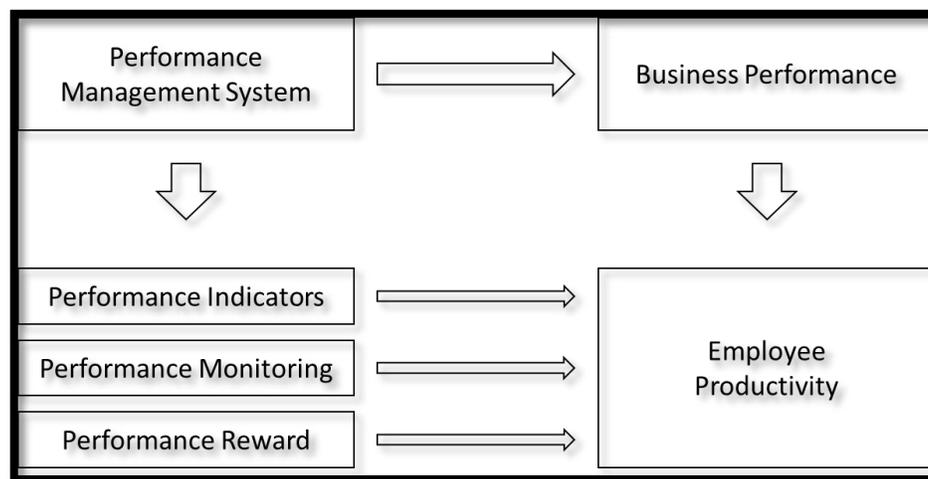 Performance
Management System
Business Performance
Performance Indicators
Performance Monitoring
Performance Reward
Employee
Productivity